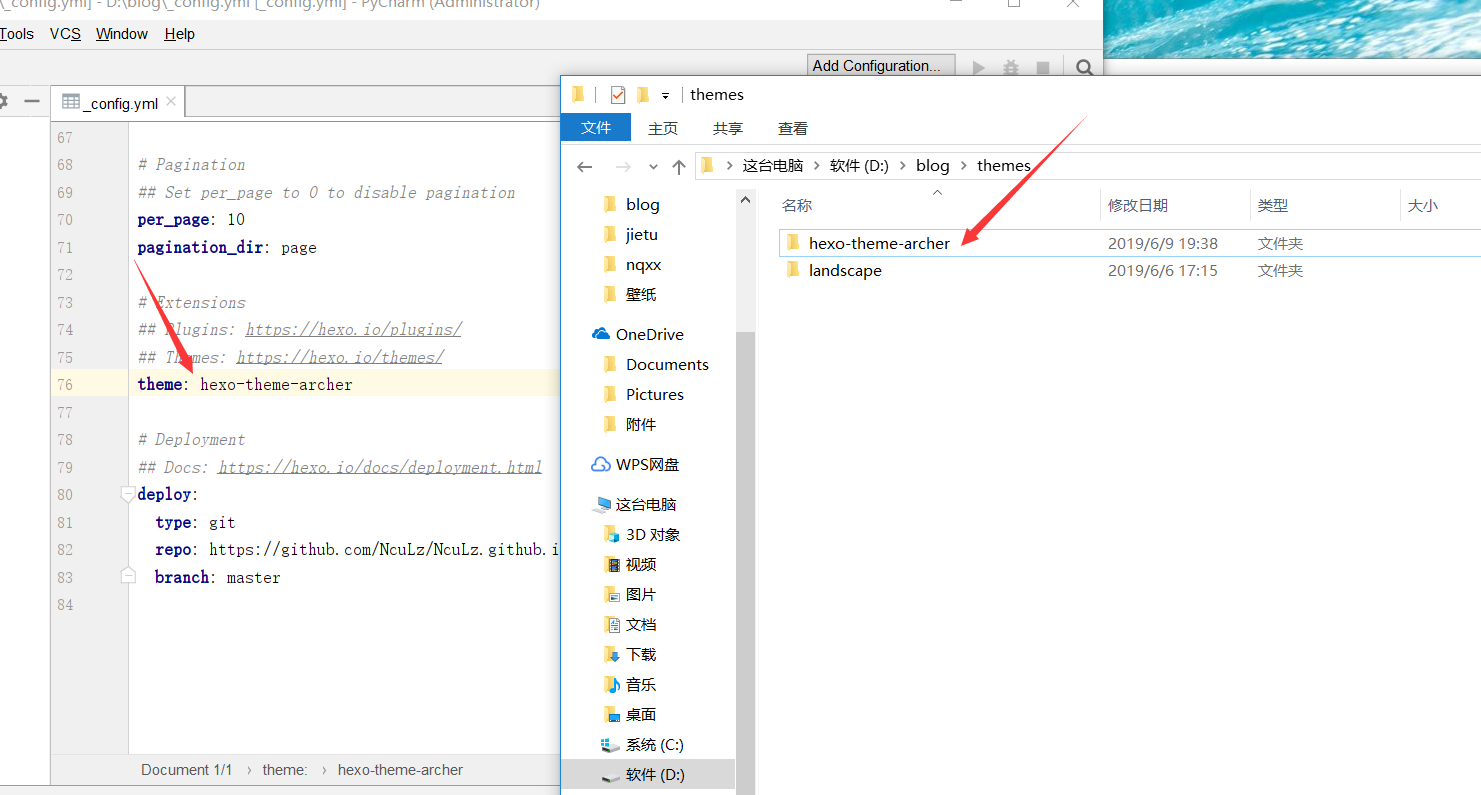 \_config.yml] - D:\blog\_config.yml [_config.yml] - PyCharm (Administrator)
Tools VCS Window Help
Add Configuration...
_config.yml
67
68 # Pagination
69 ## Set per_page to 0 to disable pagination
70 per_page: 10
71 pagination_dir: page
72
73 # Extensions
74 ## Plugins: https://hexo.io/plugins/
75 ## Themes: https://hexo.io/themes/
76 theme: hexo-theme-archer
77
78 # Deployment
79 ## Docs: https://hexo.io/docs/deployment.html
80 deploy:
81 type: git
82 repo: https://github.com/NcuLz/NcuLz.github.i
83 branch: master
84
Document 1/1 › theme: › hexo-theme-archer
themes
文件 主页 共享 查看
这台电脑 › 软件 (D:) › blog › themes
blog
jietu
nqxx
壁纸
OneDrive
Documents
Pictures
附件
WPS网盘
这台电脑
3D 对象
视频
图片
文档
下载
音乐
桌面
系统 (C:)
软件 (D:)
名称 修改日期 类型 大小
hexo-theme-archer 2019/6/9 19:38 文件夹
landscape 2019/6/6 17:15 文件夹